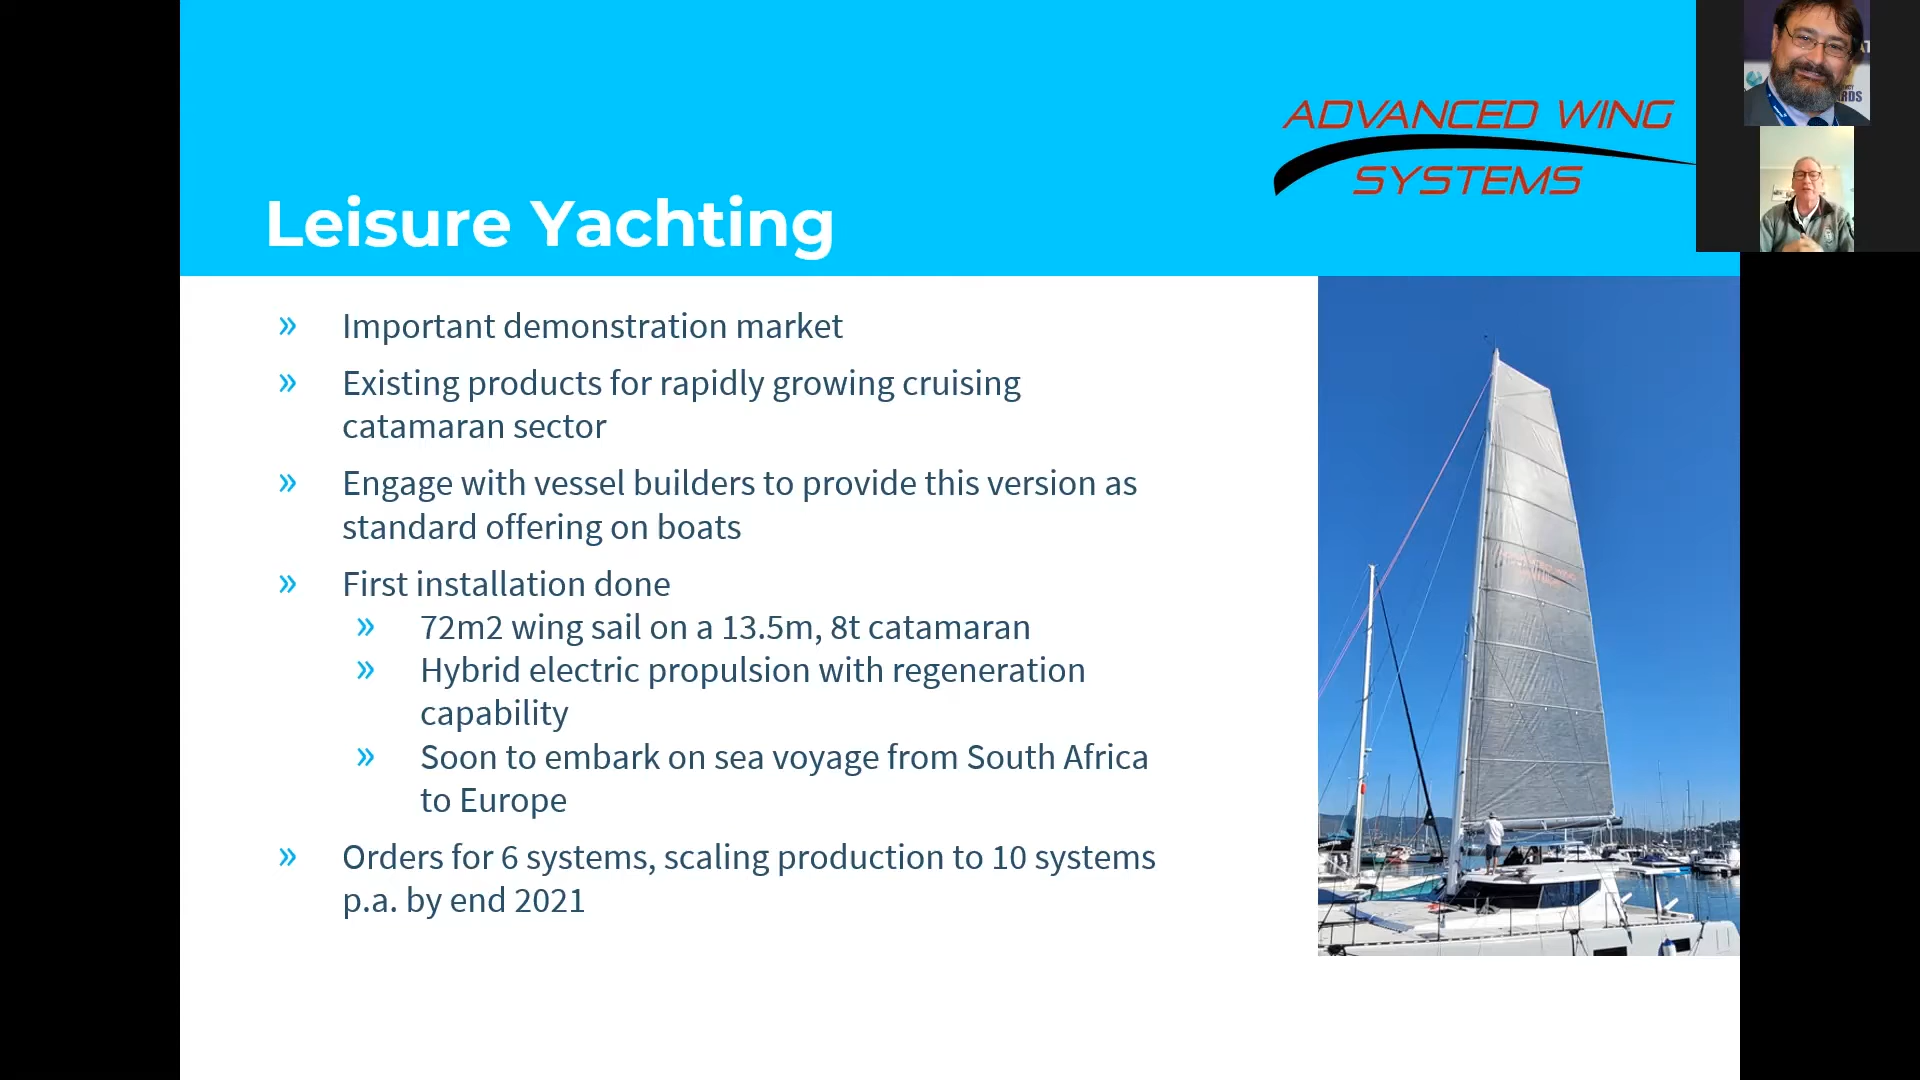 ADVANCED WING
SYSTEMS
Leisure Yachting
» Important demonstration market
» Existing products for rapidly growing cruising
catamaran sector
» Engage with vessel builders to provide this version as
standard offering on boats
» First installation done
» 72m2 wing sail on a 13.5m, 8t catamaran
» Hybrid electric propulsion with regeneration
capability
» Soon to embark on sea voyage from South Africa
to Europe
» Orders for 6 systems, scaling production to 10 systems
p.a. by end 2021